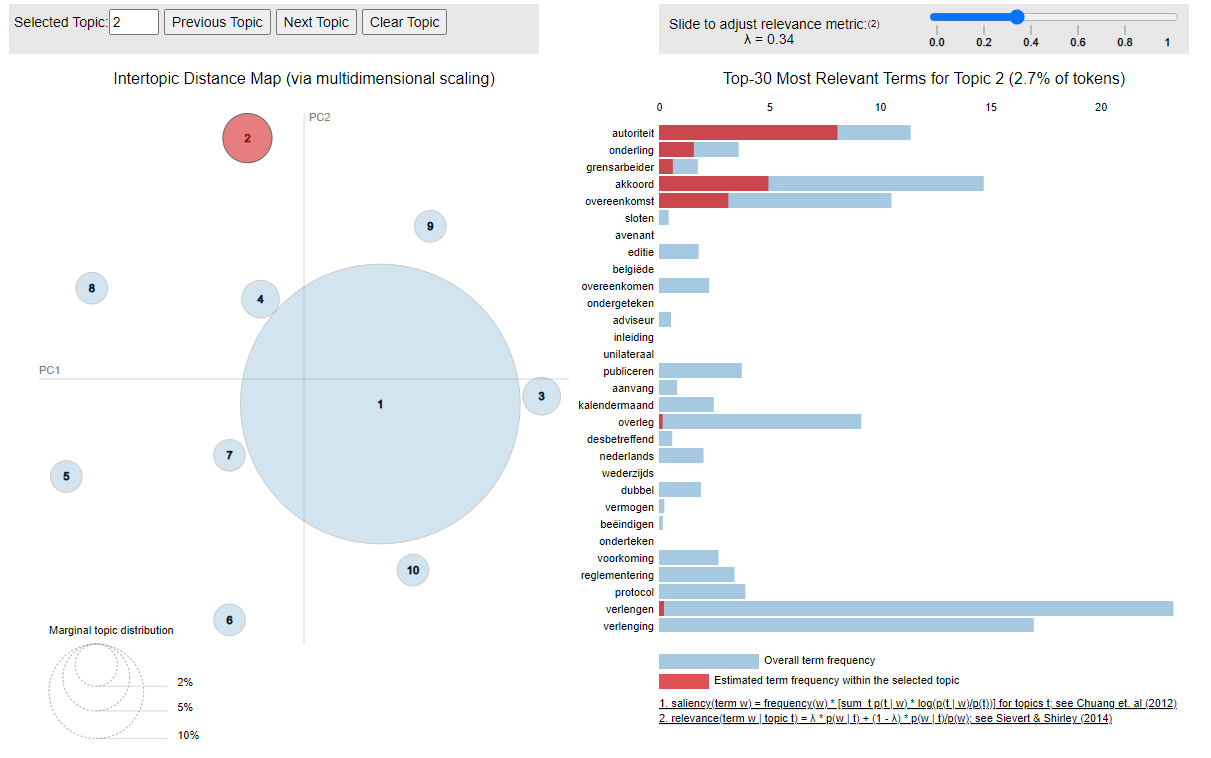 Selected Topic: 2 Previous Topic Next Topic Clear Topic
Slide to adjust relevance metric:(2)
λ = 0.34
0.0 0.2 0.4 0.6 0.8 1
Intertopic Distance Map (via multidimensional scaling)
PC2
2
9
8
4
PC1
3
1
7
5
10
6
Marginal topic distribution
2%
5%
10%
Top-30 Most Relevant Terms for Topic 2 (2.7% of tokens)
0 5 10 15 20
autoriteit
onderling
grensarbeider
akkoord
overeenkomst
sloten
avenant
editie
belgiëde
overeenkomen
ondergeteken
adviseur
inleiding
unilateraal
publiceren
aanvang
kalendermaand
overleg
desbetreffend
nederlands
wederzijds
dubbel
vermogen
beëindigen
onderteken
voorkoming
reglementering
protocol
verlengen
verlenging
Overall term frequency
Estimated term frequency within the selected topic
1. saliency(term w) = frequency(w) * [sum_t p(t | w) * log(p(t | w)/p(t))] for topics t; see Chuang et. al (2012)
2. relevance(term w | topic t) = λ * p(w | t) + (1 - λ) * p(w | t)/p(w); see Sievert & Shirley (2014)